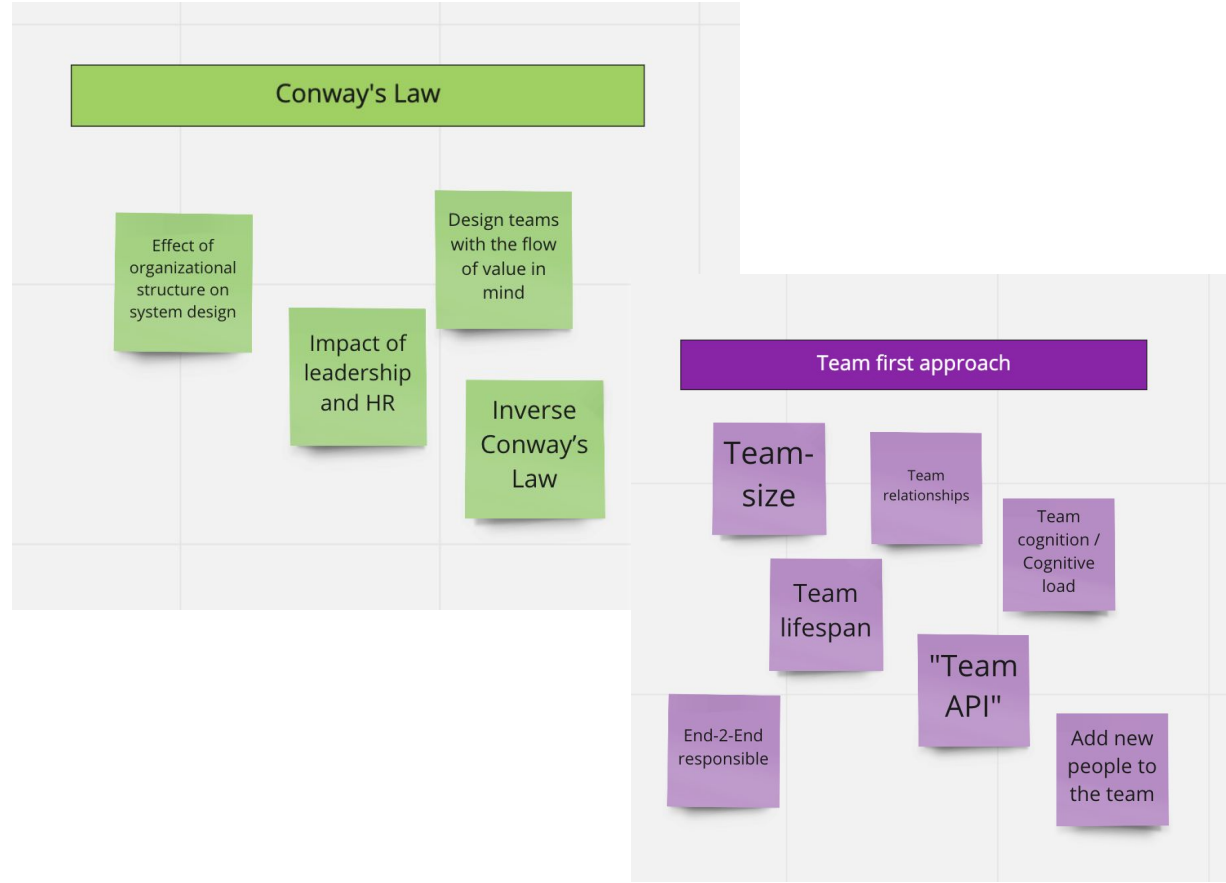 Conway's Law
Effect of
organizational
structure on
system design
Impact of
leadership
and HR
Design teams
with the flow
of value in
mind
Inverse
Conway’s
Law
Team first approach
Team-
size
Team
relationships
Team
cognition /
Cognitive
load
Team
lifespan
"Team
API"
End-2-End
responsible
Add new
people to
the team